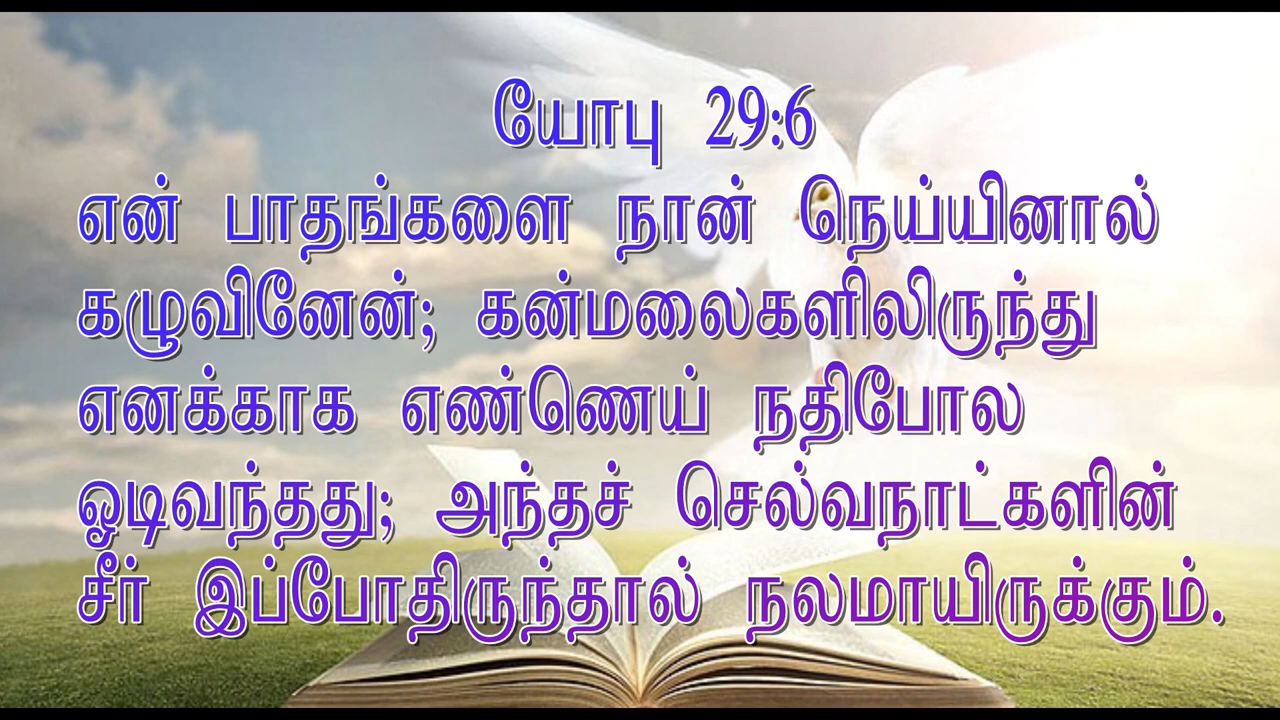 யோபு 29:6
என் பாதங்களை நான் நெய்யினால்
கழுவினேன்; கன்மலைகளிலிருந்து
எனக்காக எண்ணெய் நதிபோல
ஓடிவந்தது; அந்தச் செல்வநாட்களின்
சீர் இப்போதிருந்தால் நலமாயிருக்கும்.